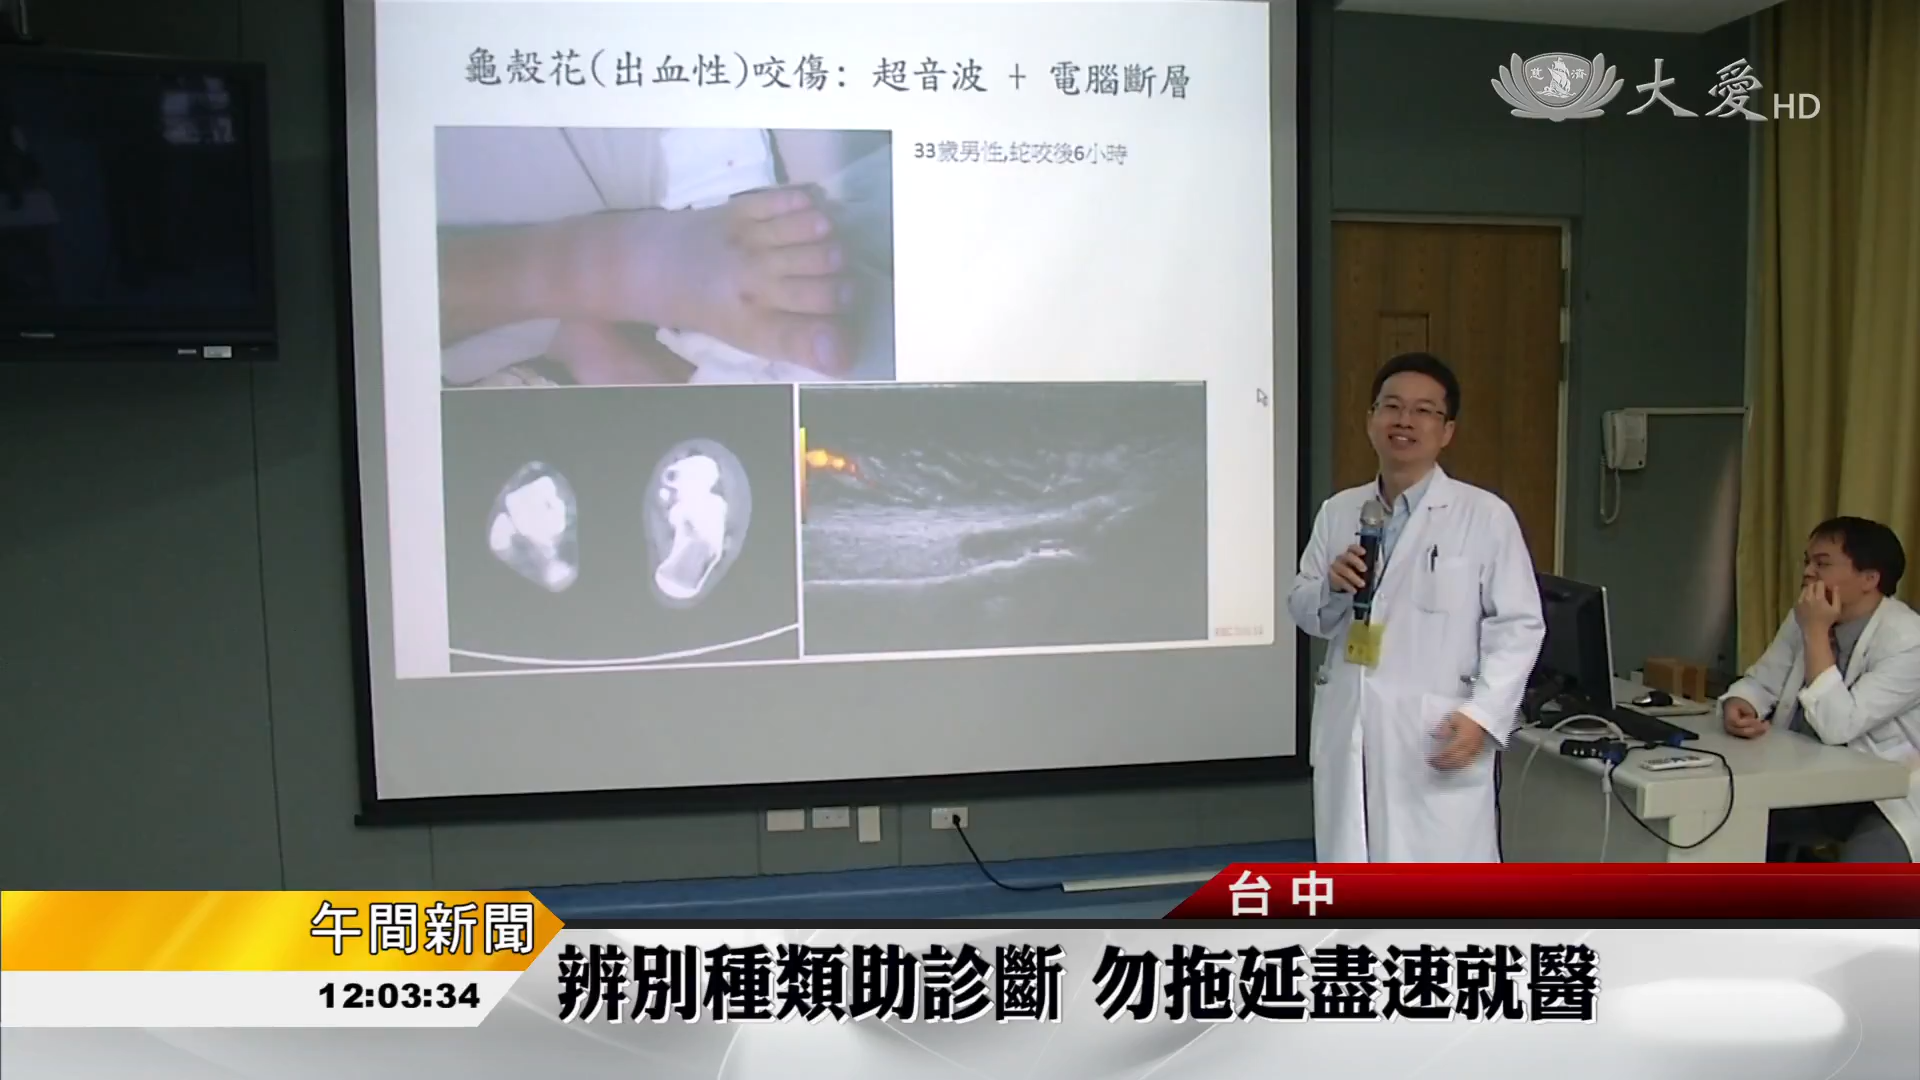 龜殼花(出血性)咬傷: 超音波 + 電腦斷層
33歲男性,蛇咬後6小時
慈濟
大愛HD
台中
午間新聞
12:03:34
辨別種類助診斷 勿拖延盡速就醫